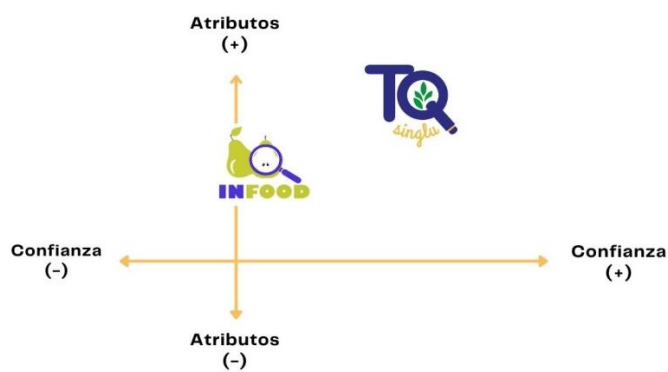 Atributos
(+)
TQ
singlu
INFOOD
Confianza
(-)
Confianza
(+)
Atributos
(-)